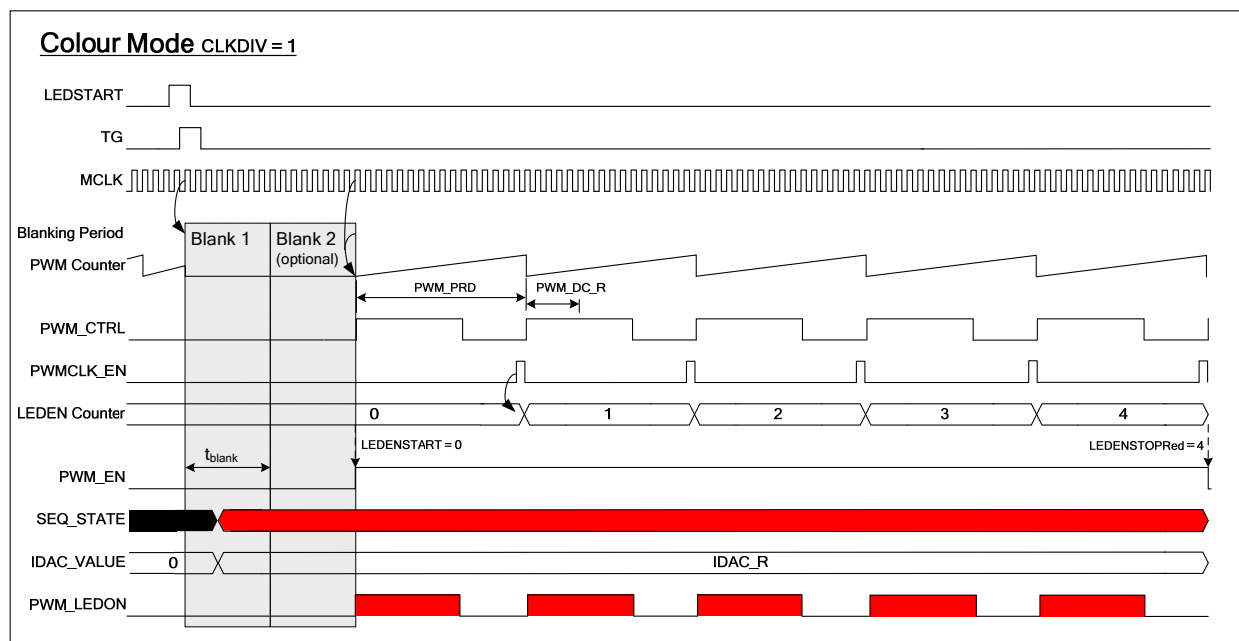 Colour Mode CLKDIV = 1
LEDSTART
TG
MCLK
Blanking Period
Blank 1
Blank 2
(optional)
PWM Counter
PWM_PRD
PWM_DC_R
PWM_CTRL
PWMCLK_EN
LEDEN Counter
0
1
2
3
4
LEDENSTART = 0
LEDENSTOPRed = 4
tblank
PWM_EN
SEQ_STATE
IDAC_VALUE
0
IDAC_R
PWM_LEDON